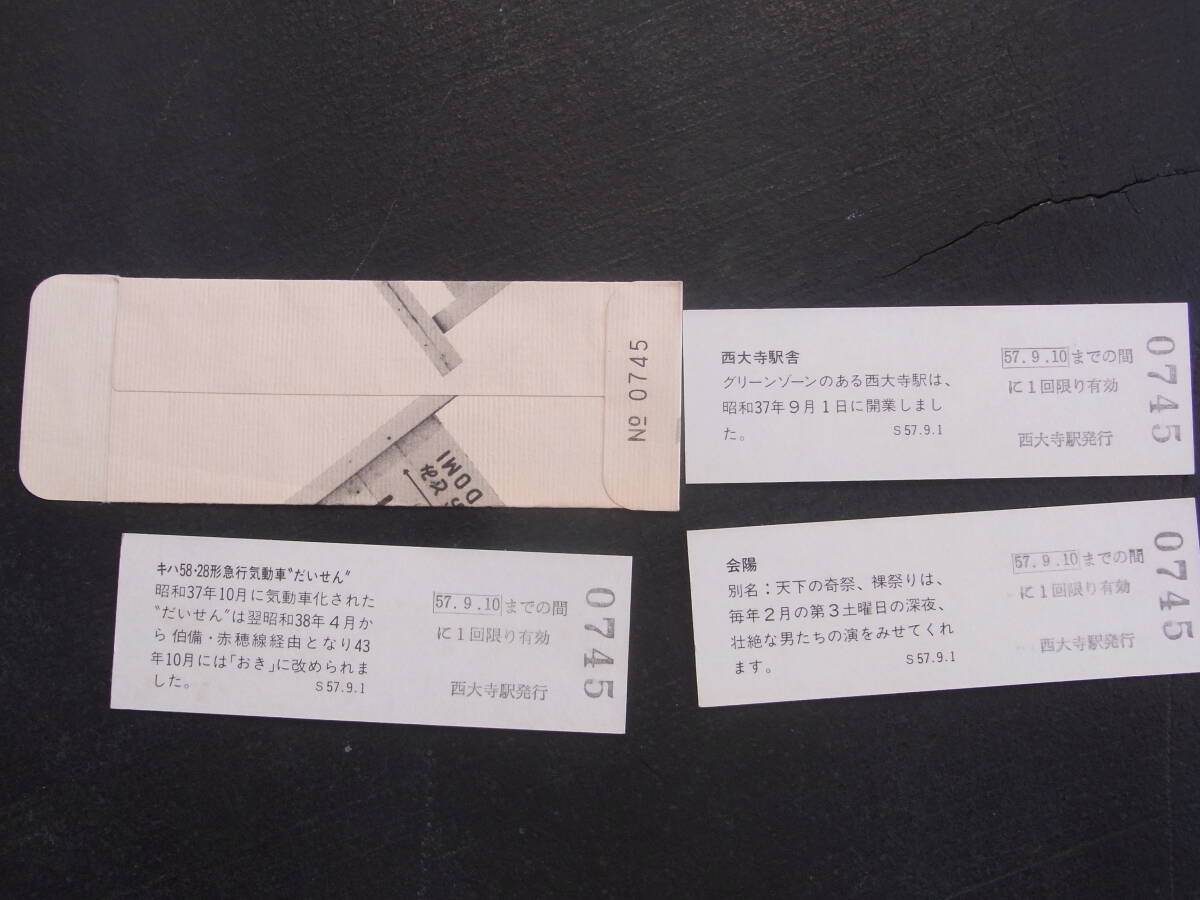 № 0745
DOMI
西大寺駅舎
グリーンゾーンのある西大寺駅は、
昭和37年9月1日に開業しまし
た。
S57.9.1
57.9.10までの間
に1回限り有効
西大寺駅発行
0745
キハ58・28形急行気動車“だいせん”
昭和37年10月に気動車化された
“だいせん”は翌昭和38年4月か
ら伯備・赤穂線経由となり43
年10月には「おき」に改められま
した。
S57.9.1
57.9.10までの間
に1回限り有効
西大寺駅発行
0745
会陽
別名：天下の奇祭、裸祭りは、
毎年2月の第3土曜日の深夜、
壮絶な男たちの演をみせてくれ
ます。
S57.9.1
57.9.10までの間
に1回限り有効
西大寺駅発行
0745